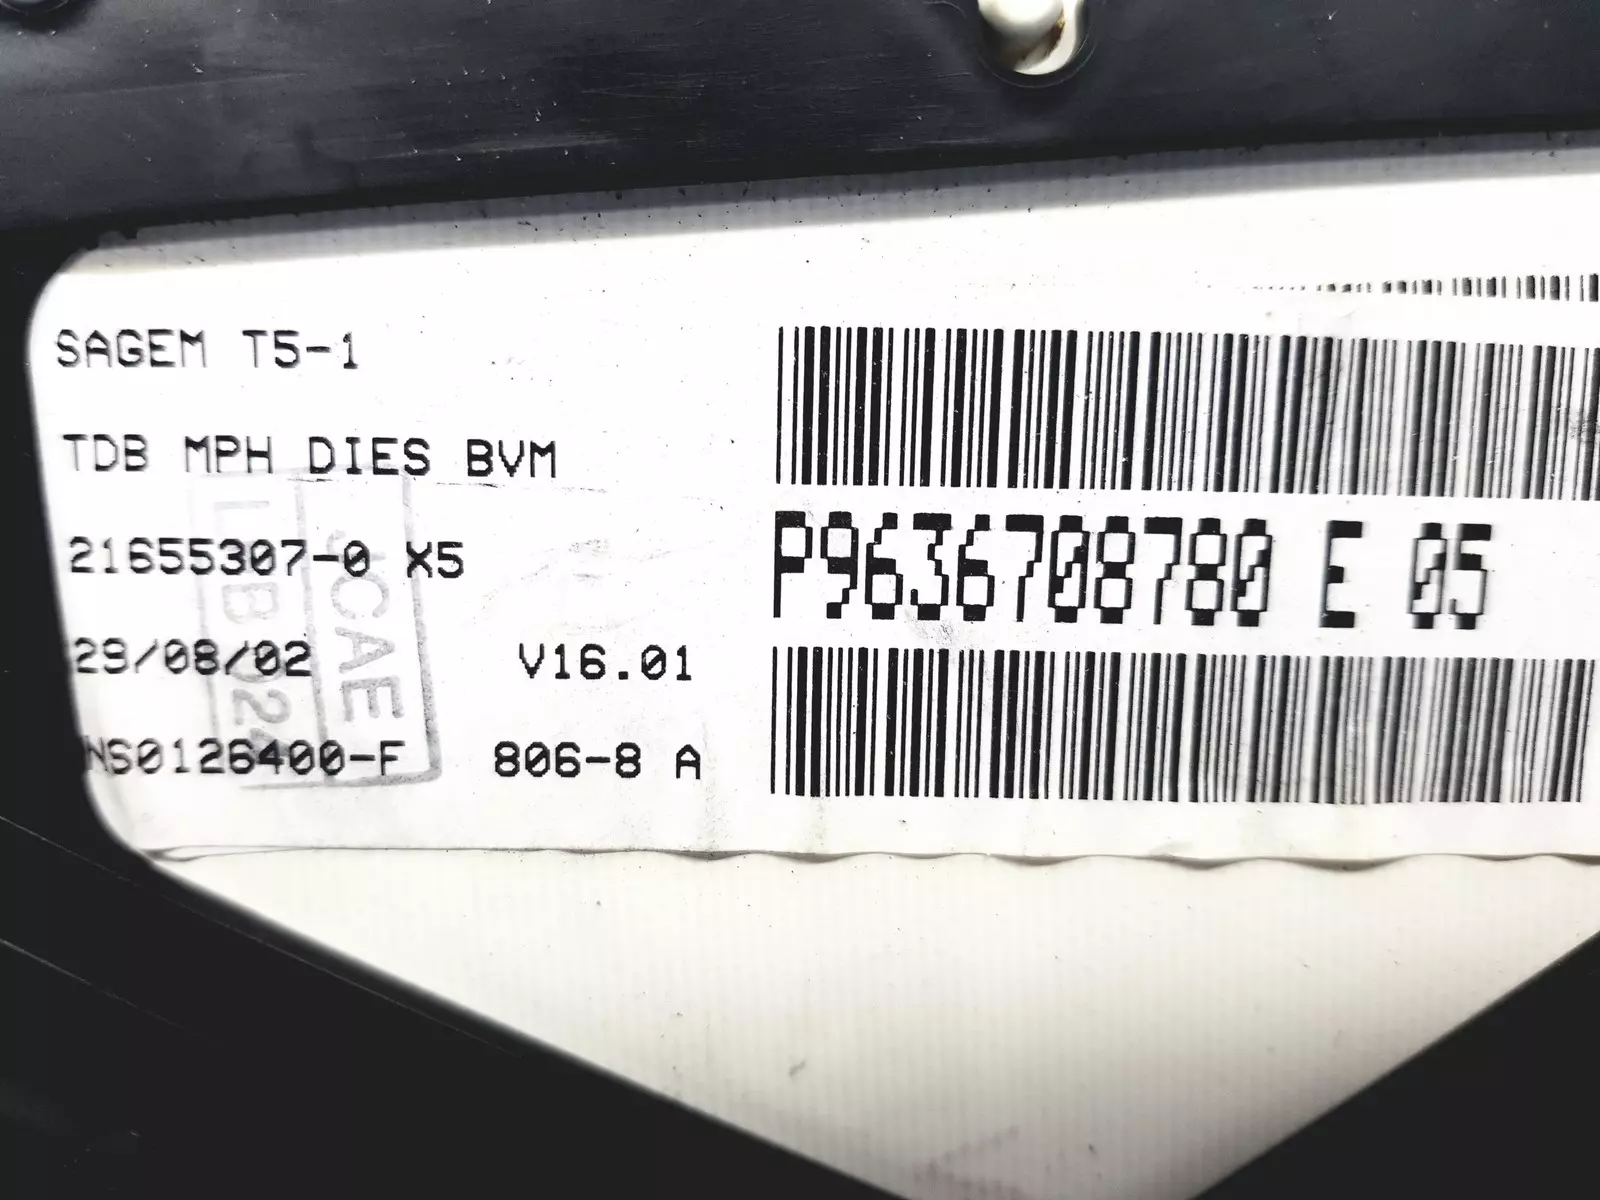 SAGEM T5-1
TDB MPH DIES BVM
21655307-0 X5
29/08/02 V16.01
NS0126400-F 806-8 A
P9636708780 E 05